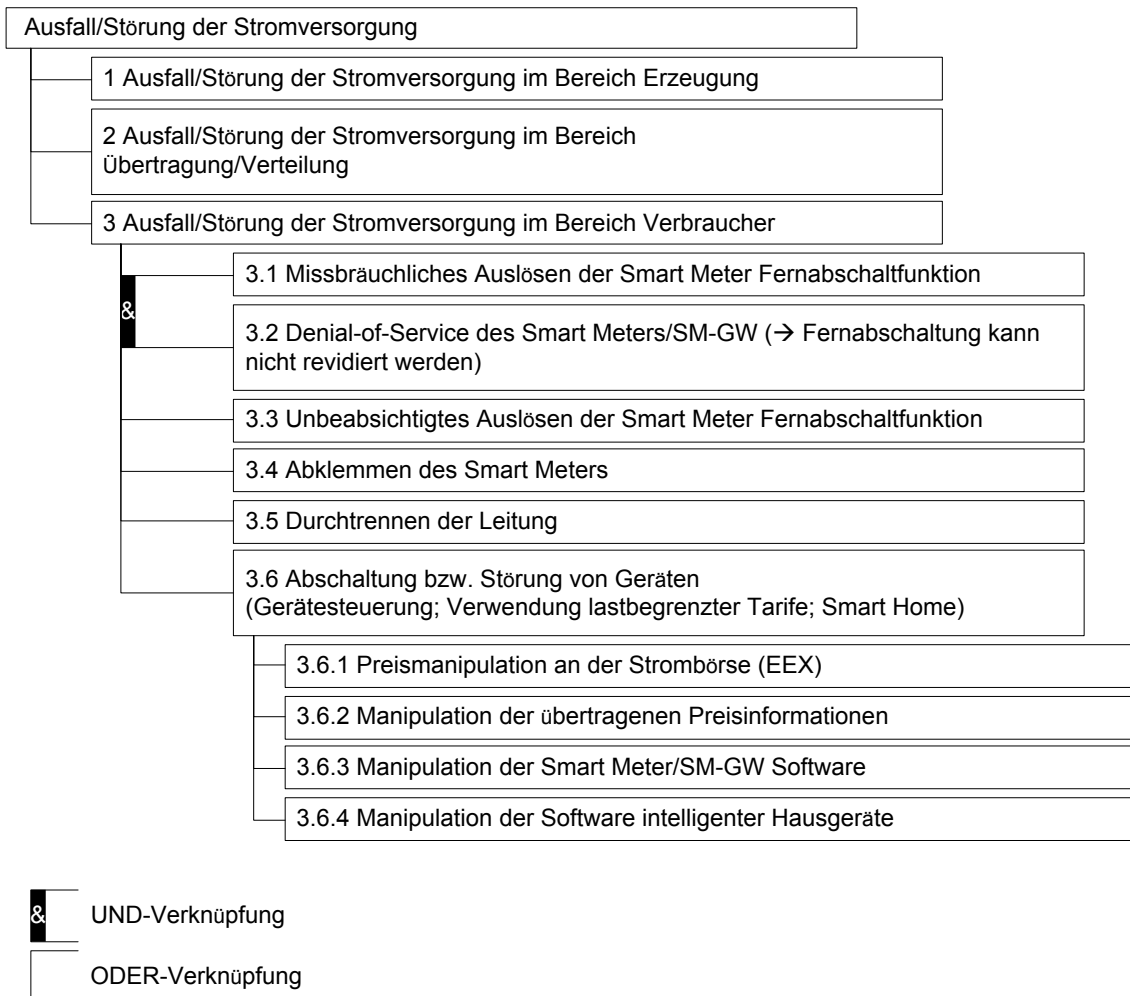 Ausfall/Störung der Stromversorgung
1 Ausfall/Störung der Stromversorgung im Bereich Erzeugung
2 Ausfall/Störung der Stromversorgung im Bereich
Übertragung/Verteilung
3 Ausfall/Störung der Stromversorgung im Bereich Verbraucher
3.1 Missbräuchliches Auslösen der Smart Meter Fernabschaltfunktion
&
3.2 Denial-of-Service des Smart Meters/SM-GW (→ Fernabschaltung kann
nicht revidiert werden)
3.3 Unbeabsichtigtes Auslösen der Smart Meter Fernabschaltfunktion
3.4 Abklemmen des Smart Meters
3.5 Durchtrennen der Leitung
3.6 Abschaltung bzw. Störung von Geräten
(Gerätesteuerung; Verwendung lastbegrenzter Tarife; Smart Home)
3.6.1 Preismanipulation an der Strombörse (EEX)
3.6.2 Manipulation der übertragenen Preisinformationen
3.6.3 Manipulation der Smart Meter/SM-GW Software
3.6.4 Manipulation der Software intelligenter Hausgeräte
& UND-Verknüpfung
ODER-Verknüpfung